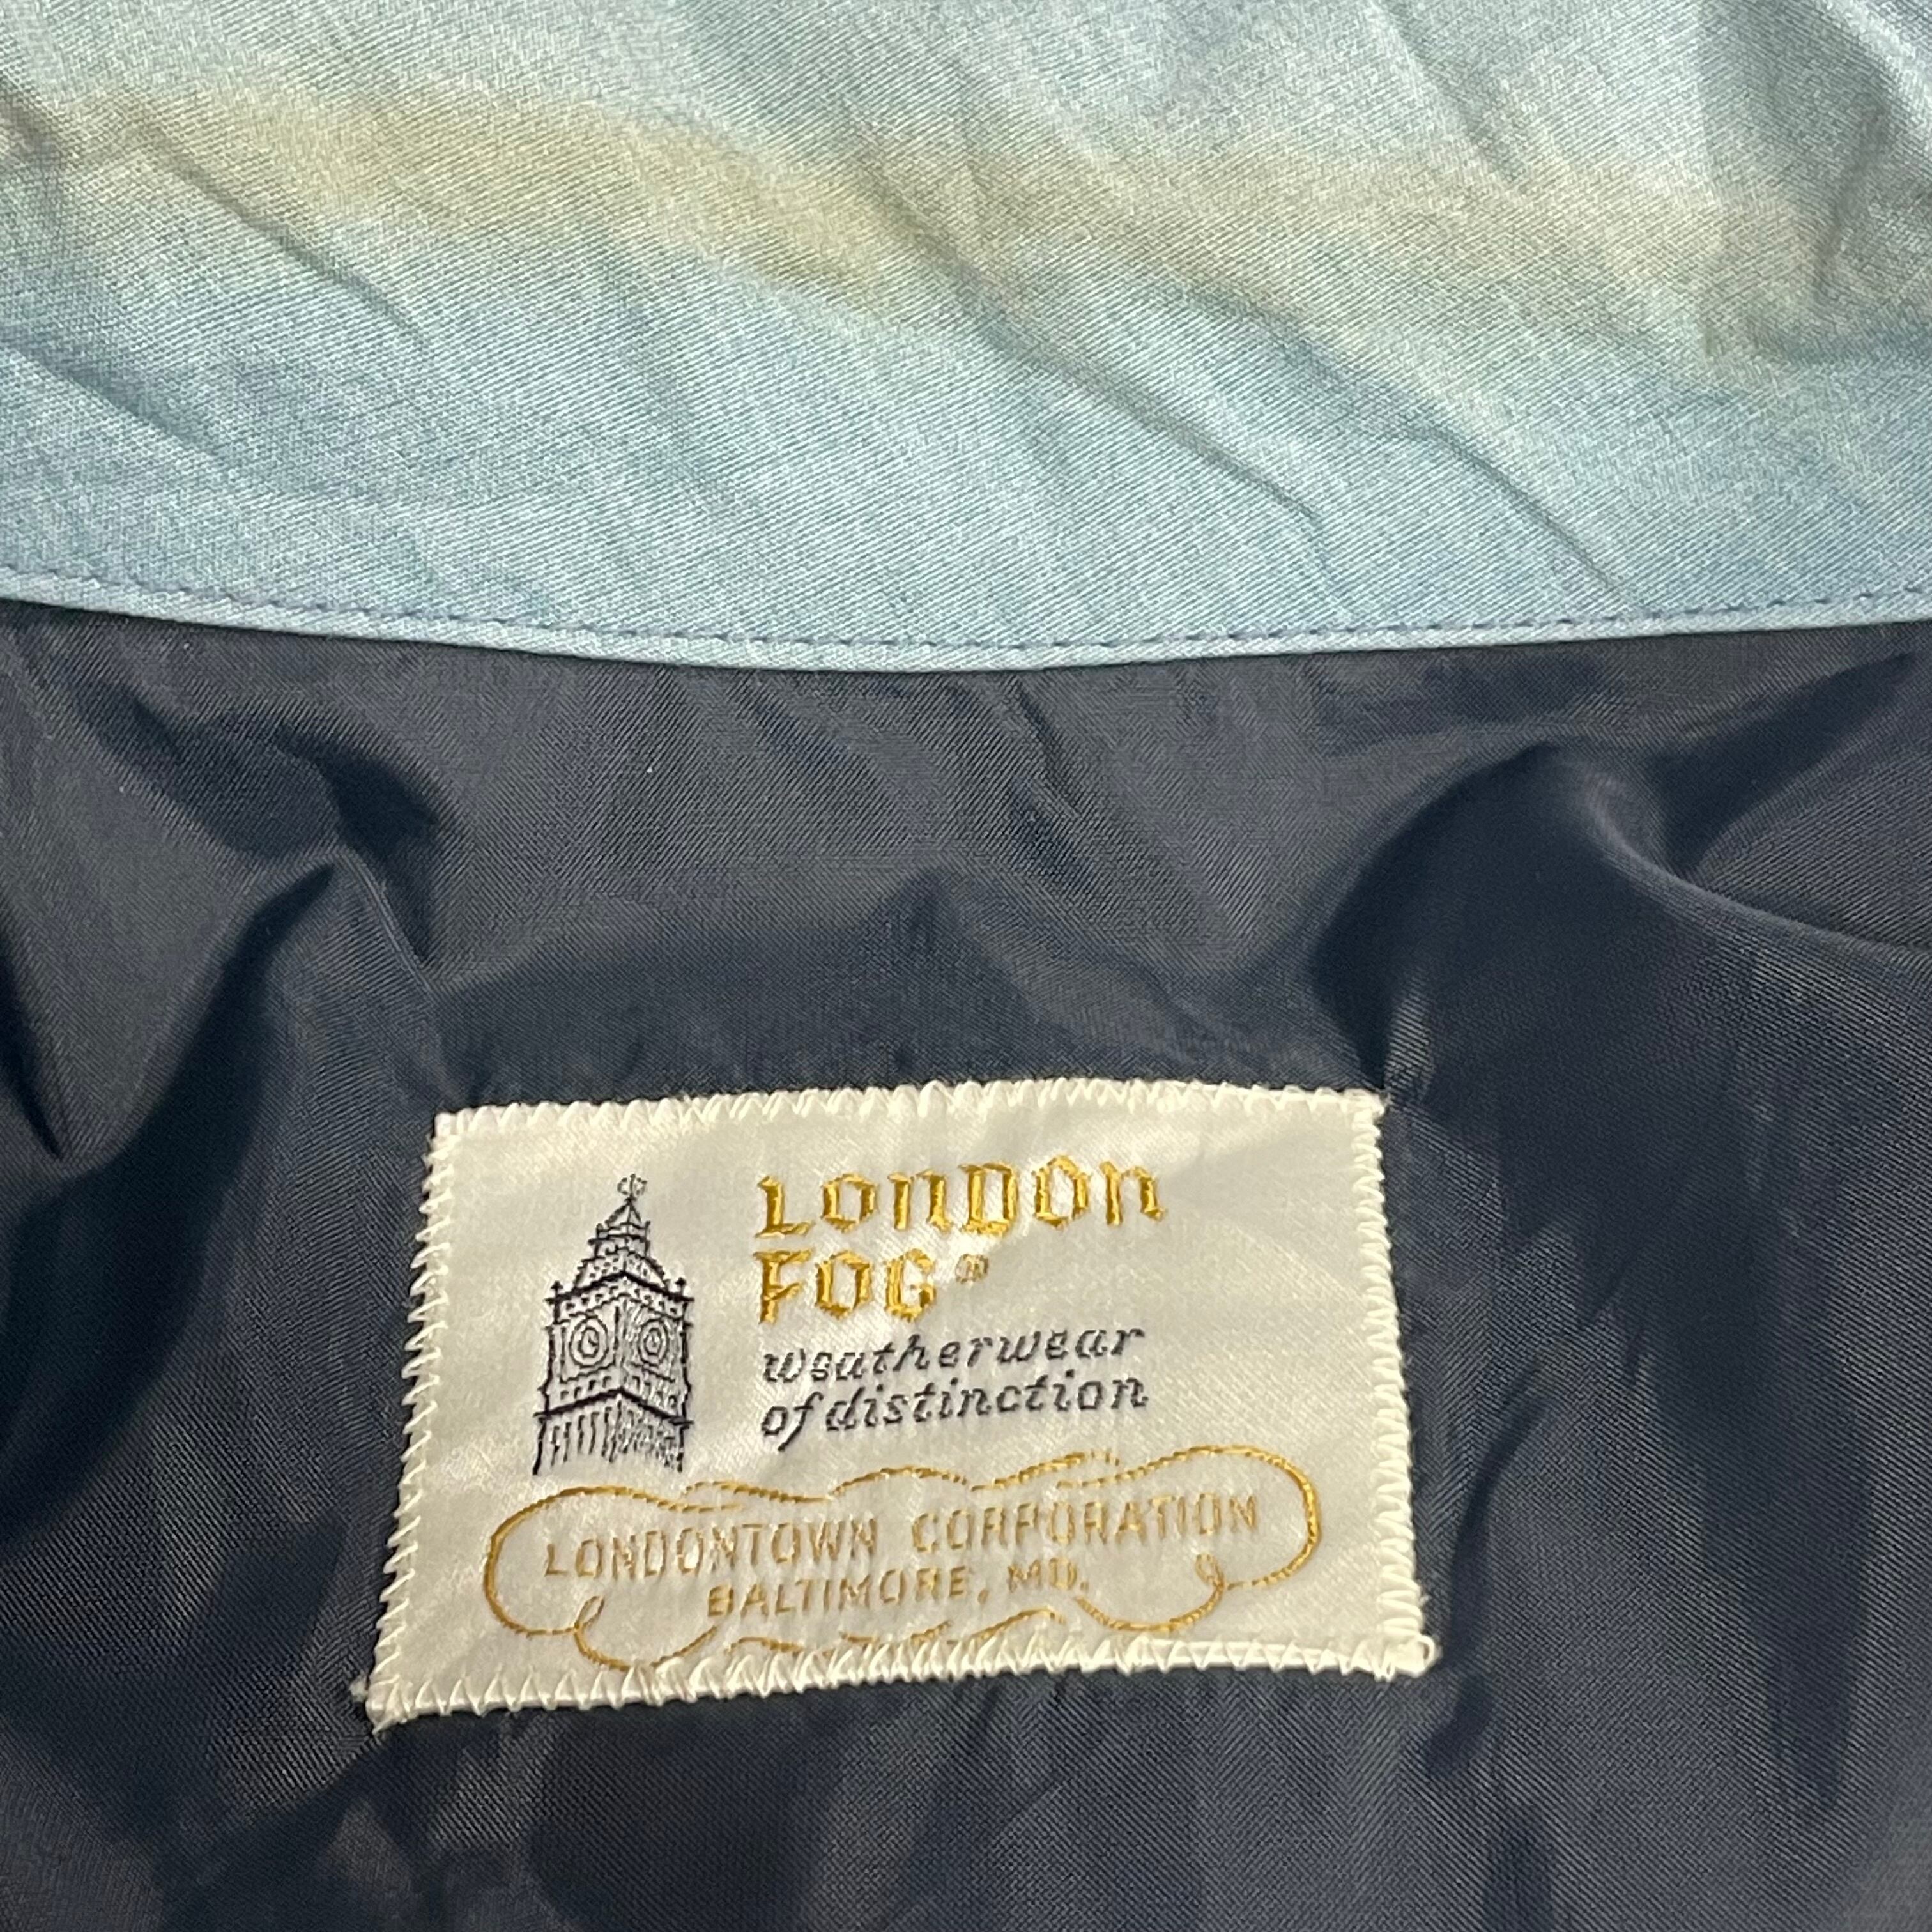 LONDON
FOG®
weatherwear
of distinction
LONDONTOWN CORPORATION
BALTIMORE, MD.